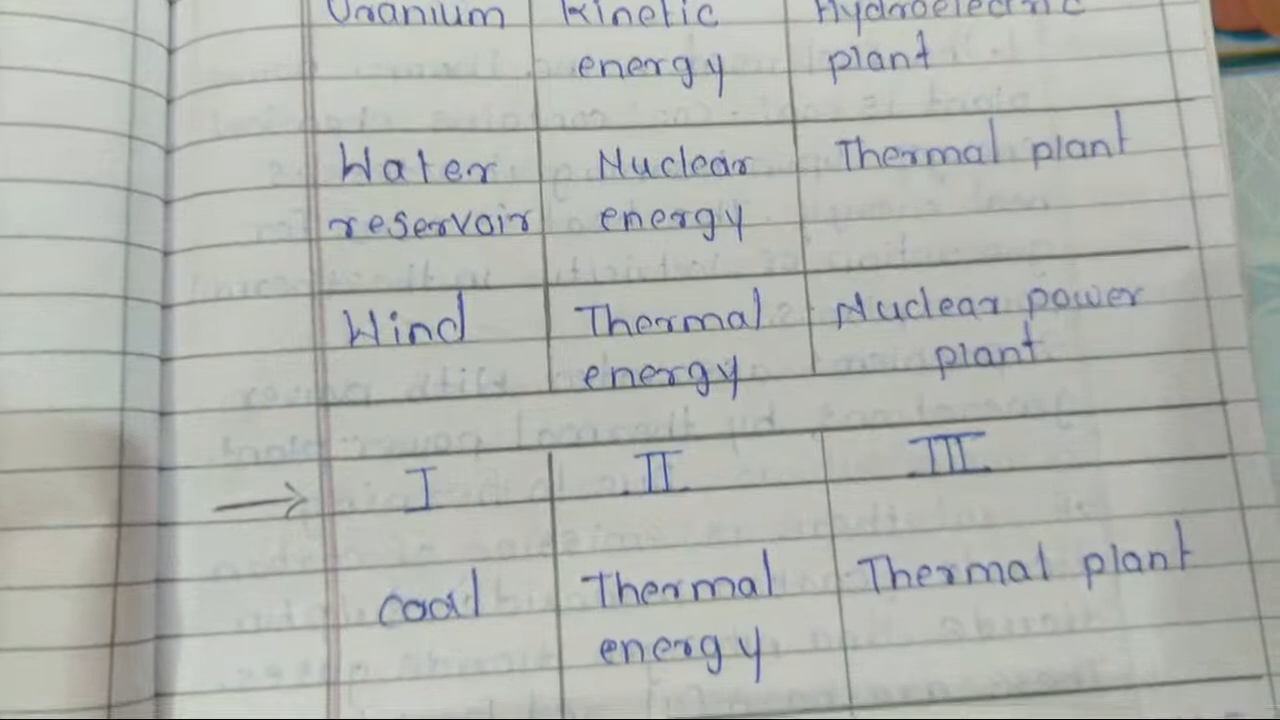 Uranium Kinetic Hydroelectric
energy plant
Water Nuclear Thermal plant
reservoir energy
Wind Thermal Nuclear power
energy plant
→ I II III
coal Thermal Thermal plant
energy